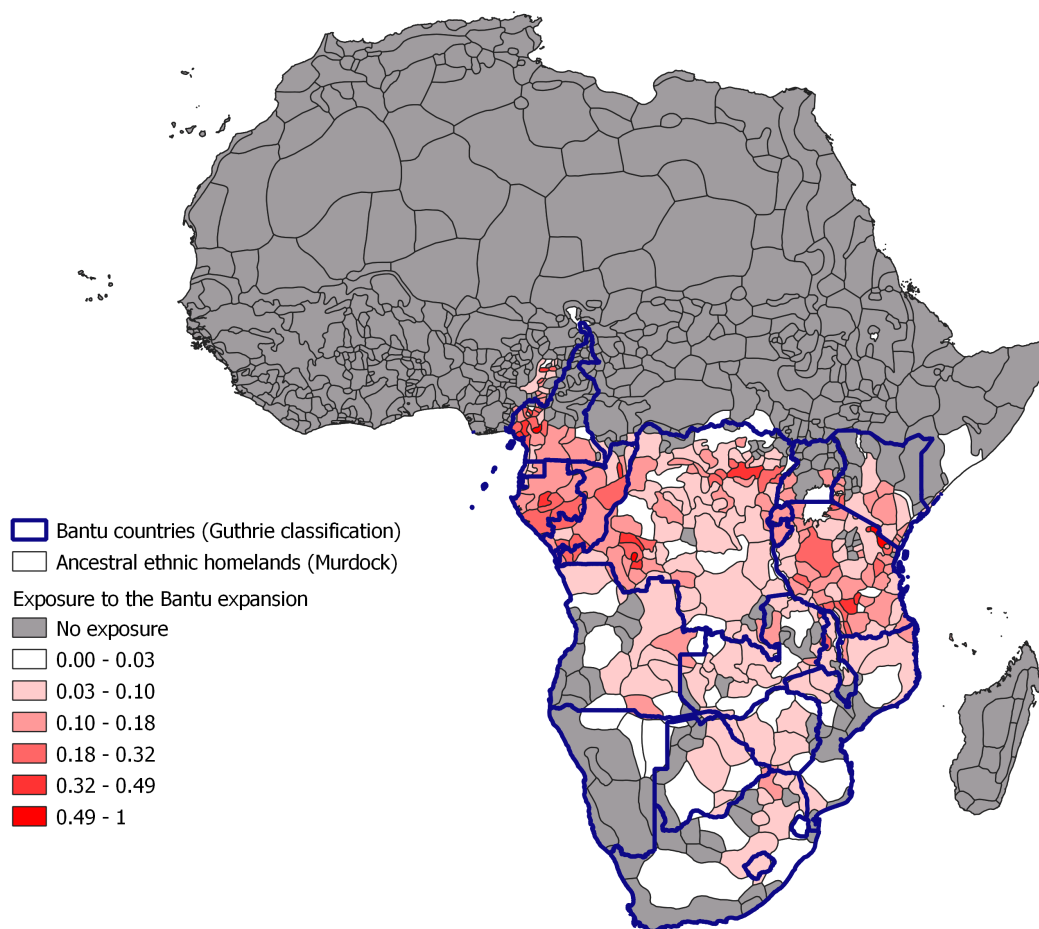 Bantu countries (Guthrie classification)
Ancestral ethnic homelands (Murdock)
Exposure to the Bantu expansion
No exposure
0.00 - 0.03
0.03 - 0.10
0.10 - 0.18
0.18 - 0.32
0.32 - 0.49
0.49 - 1